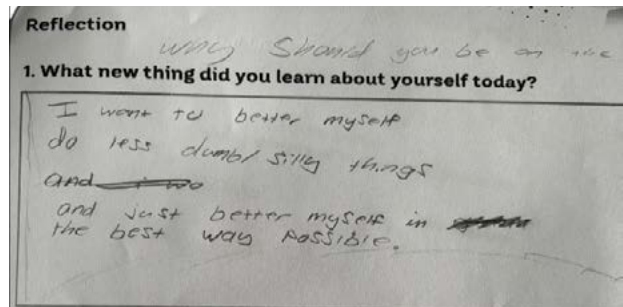 Reflection
why Should you be on the
1. What new thing did you learn about yourself today?
I want to better myself
do less dumb/ silly things
and
and just better myself in
the best way possible.